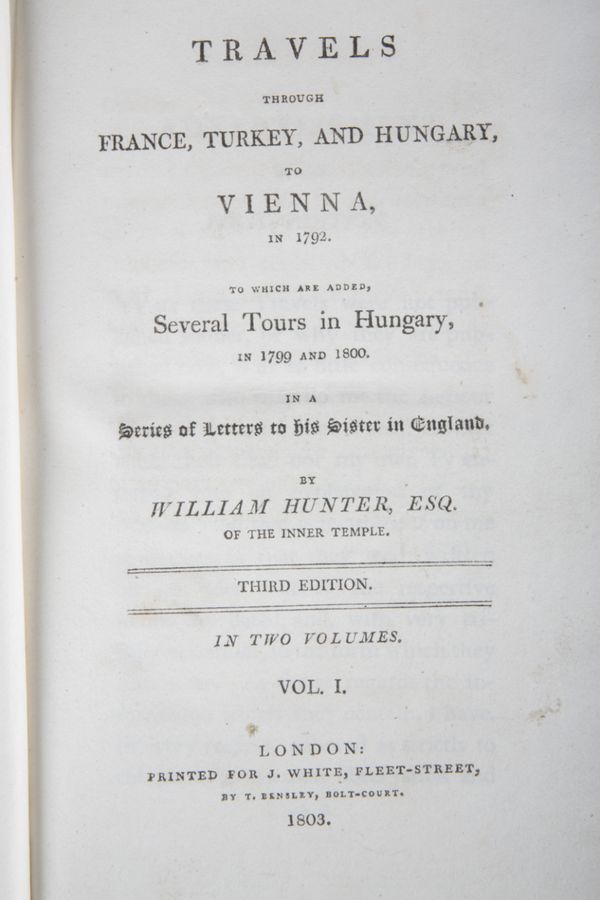 TRAVELS
THROUGH
FRANCE, TURKEY, AND HUNGARY,
TO
VIENNA,
IN 1792.
TO WHICH ARE ADDED,
Several Tours in Hungary,
IN 1799 AND 1800.
IN A
Series of Letters to his Sister in England.
BY
WILLIAM HUNTER, ESQ.
OF THE INNER TEMPLE.
THIRD EDITION.
IN TWO VOLUMES.
VOL. I.
LONDON:
PRINTED FOR J. WHITE, FLEET-STREET,
BY T. BENSLEY, BOLT-COURT.
1803.